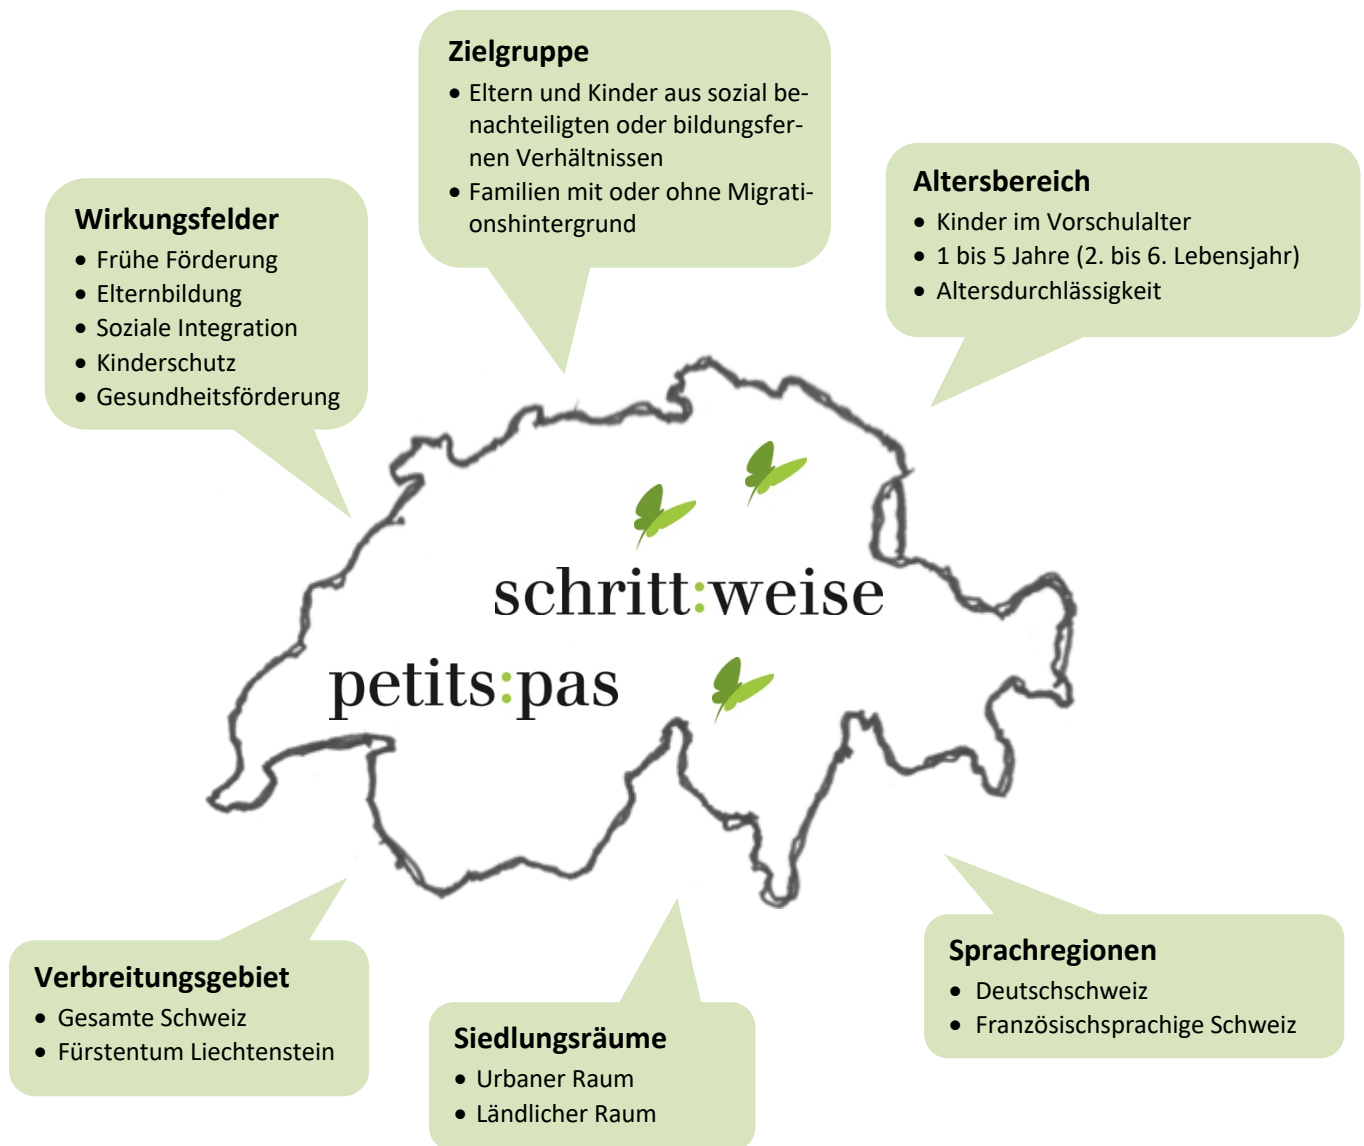 Zielgruppe
• Eltern und Kinder aus sozial be-
nachteiligten oder bildungsfer-
nen Verhältnissen
• Familien mit oder ohne Migrati-
onshintergrund
Altersbereich
• Kinder im Vorschulalter
• 1 bis 5 Jahre (2. bis 6. Lebensjahr)
• Altersdurchlässigkeit
Wirkungsfelder
• Frühe Förderung
• Elternbildung
• Soziale Integration
• Kinderschutz
• Gesundheitsförderung
schritt:weise
petits:pas
Verbreitungsgebiet
• Gesamte Schweiz
• Fürstentum Liechtenstein
Siedlungsräume
• Urbaner Raum
• Ländlicher Raum
Sprachregionen
• Deutschschweiz
• Französischsprachige Schweiz